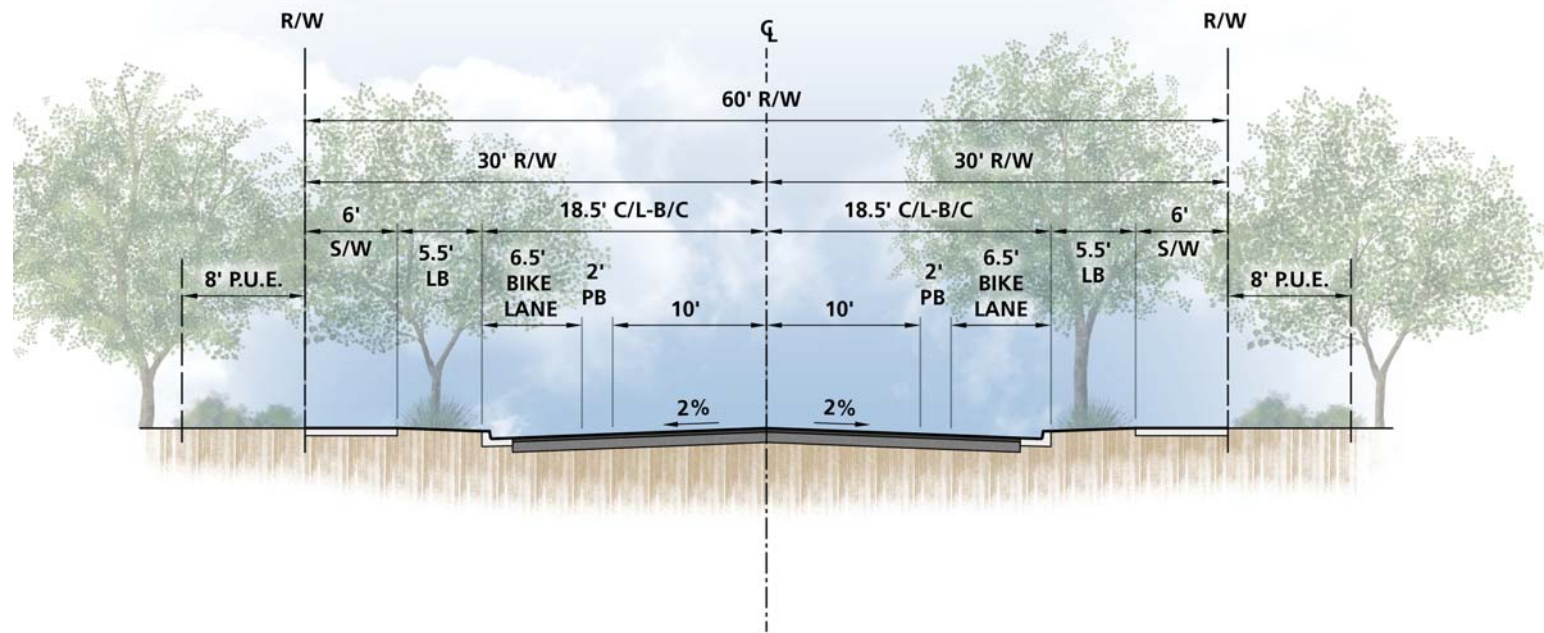 R/W
℄
R/W
60' R/W
30' R/W
30' R/W
6'
S/W
5.5'
LB
18.5' C/L-B/C
18.5' C/L-B/C
5.5'
LB
6'
S/W
8' P.U.E.
6.5'
BIKE
LANE
2'
PB
10'
10'
2'
PB
6.5'
BIKE
LANE
8' P.U.E.
2%
2%